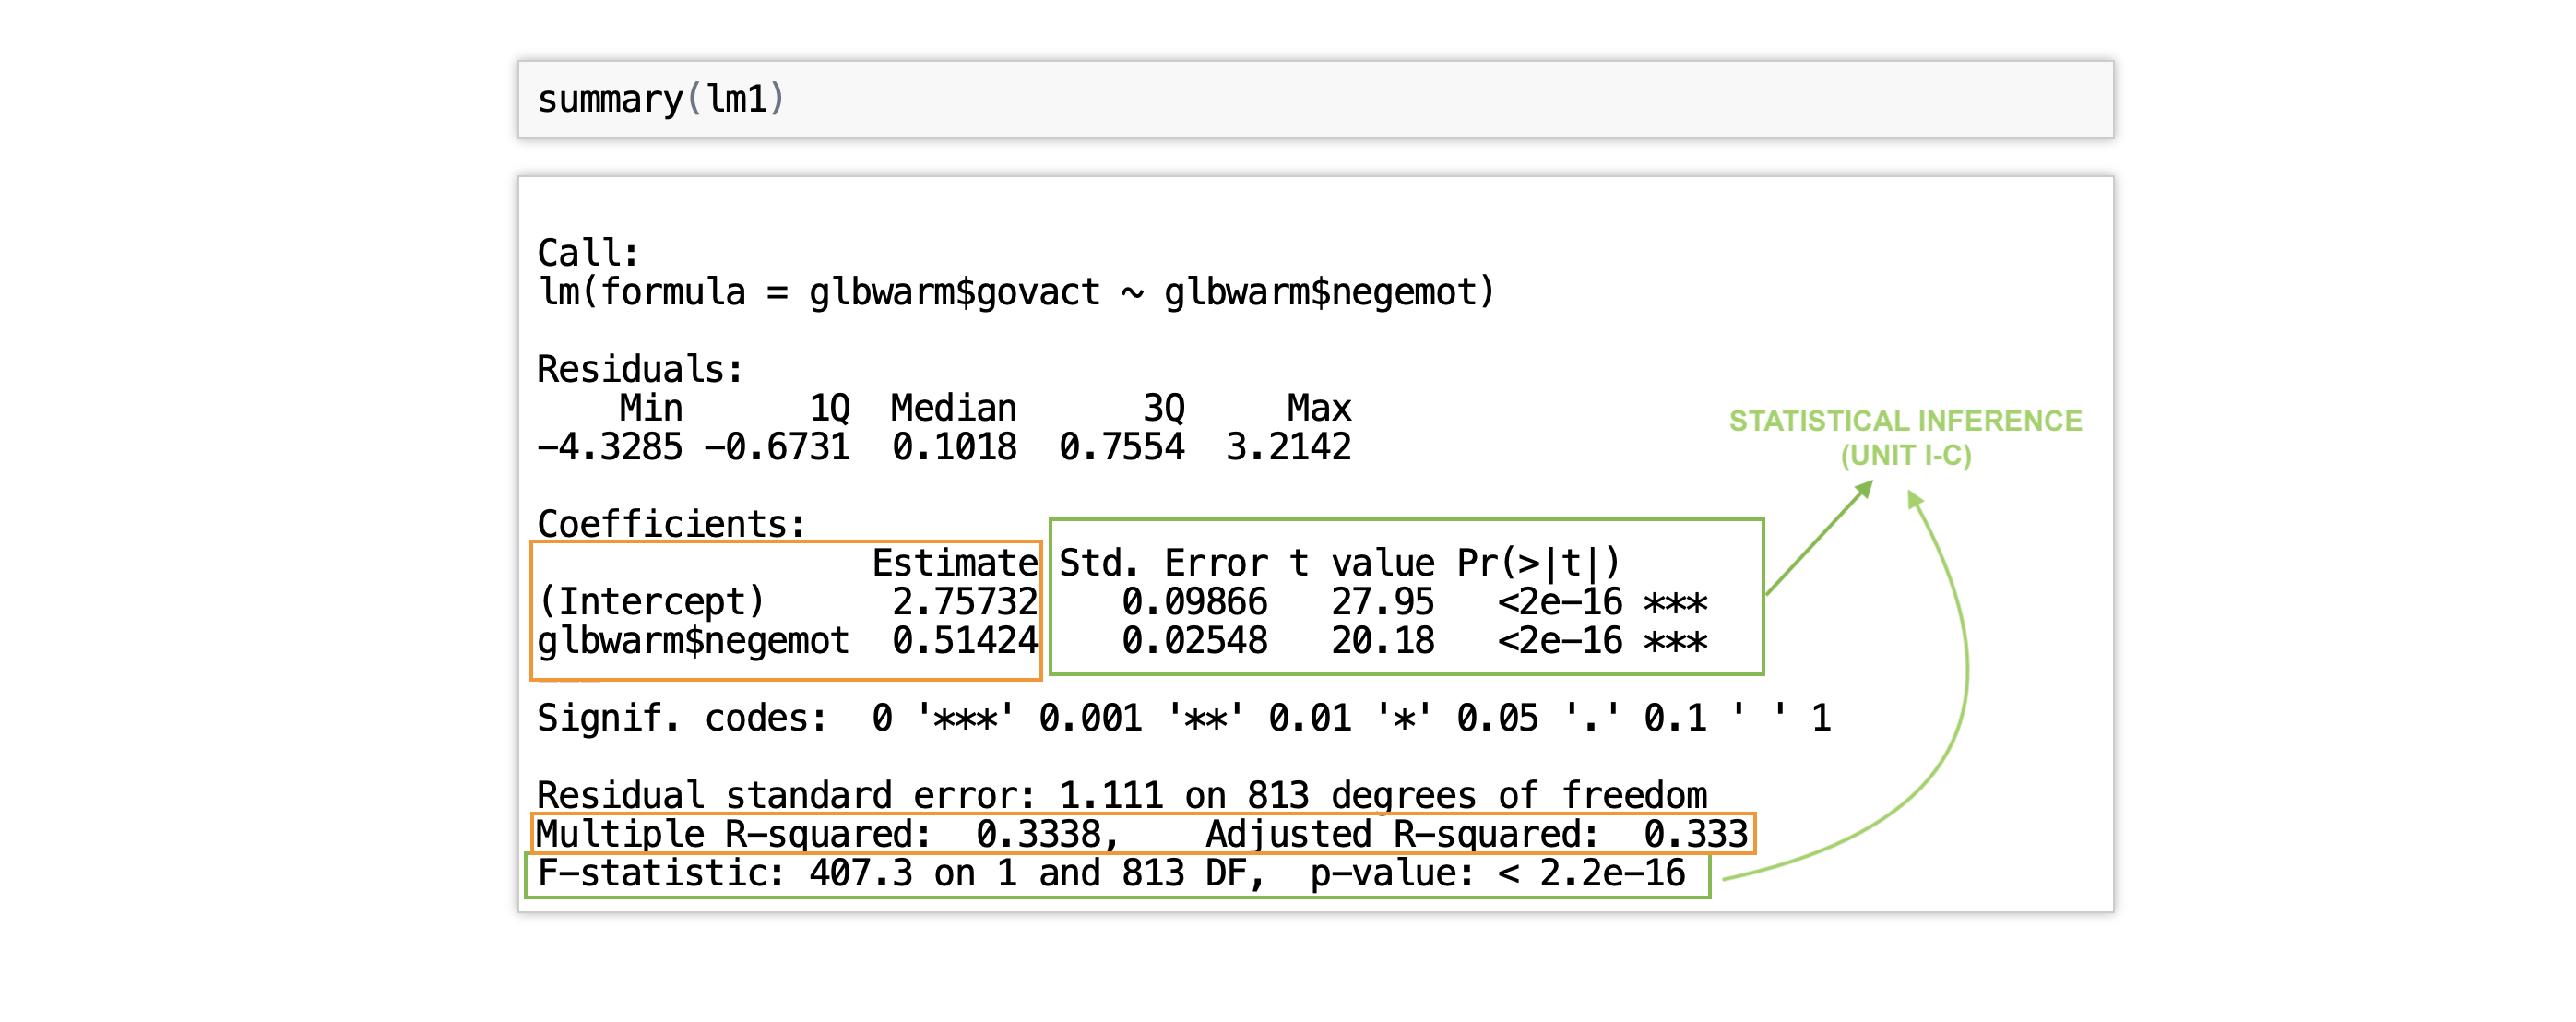 summary(lm1)
Call:
lm(formula = glbwarm$govact ~ glbwarm$negemot)
Residuals:
    Min      1Q  Median      3Q     Max
-4.3285 -0.6731  0.1018  0.7554  3.2142
STATISTICAL INFERENCE
(UNIT I-C)
Coefficients:
                Estimate Std. Error t value Pr(>|t|)
(Intercept)      2.75732    0.09866   27.95   <2e-16 ***
glbwarm$negemot  0.51424    0.02548   20.18   <2e-16 ***
Signif. codes:  0 '***' 0.001 '**' 0.01 '*' 0.05 '.' 0.1 ' ' 1
Residual standard error: 1.111 on 813 degrees of freedom
Multiple R-squared:  0.3338,    Adjusted R-squared:  0.333
F-statistic: 407.3 on 1 and 813 DF,  p-value: < 2.2e-16